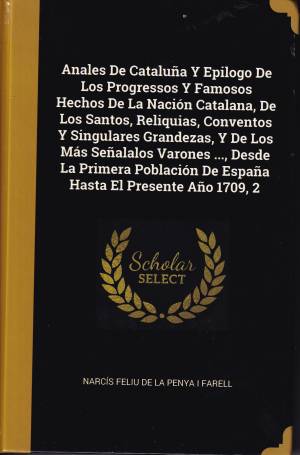 Anales De Cataluña Y Epilogo De
Los Progressos Y Famosos
Hechos De La Nación Catalana, De
Los Santos, Reliquias, Conventos
Y Singulares Grandezas, Y De Los
Más Señalalos Varones ..., Desde
La Primera Población De España
Hasta El Presente Año 1709, 2
Scholar
SELECT
NARCÍS FELIU DE LA PENYA I FARELL